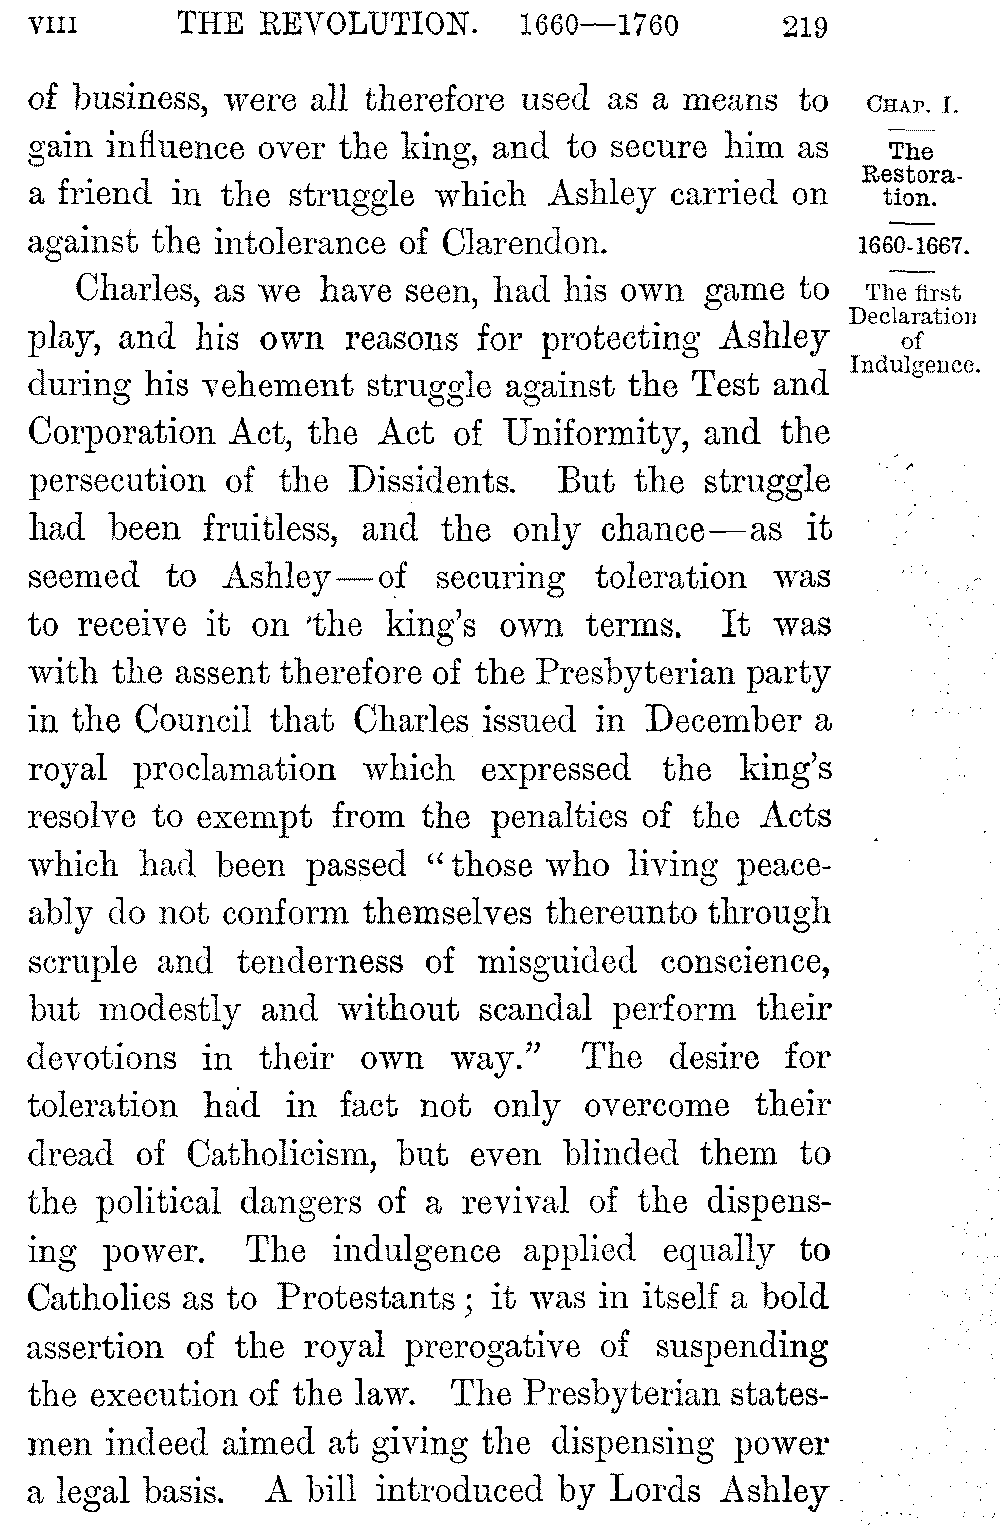 VIII THE REVOLUTION. 1660—1760 219
of business, were all therefore used as a means to
gain influence over the king, and to secure him as
a friend in the struggle which Ashley carried on
against the intolerance of Clarendon.
Charles, as we have seen, had his own game to
play, and his own reasons for protecting Ashley
during his vehement struggle against the Test and
Corporation Act, the Act of Uniformity, and the
persecution of the Dissidents. But the struggle
had been fruitless, and the only chance—as it
seemed to Ashley—of securing toleration was
to receive it on the king's own terms. It was
with the assent therefore of the Presbyterian party
in the Council that Charles issued in December a
royal proclamation which expressed the king's
resolve to exempt from the penalties of the Acts
which had been passed "those who living peace-
ably do not conform themselves thereunto through
scruple and tenderness of misguided conscience,
but modestly and without scandal perform their
devotions in their own way." The desire for
toleration had in fact not only overcome their
dread of Catholicism, but even blinded them to
the political dangers of a revival of the dispens-
ing power. The indulgence applied equally to
Catholics as to Protestants; it was in itself a bold
assertion of the royal prerogative of suspending
the execution of the law. The Presbyterian states-
men indeed aimed at giving the dispensing power
a legal basis. A bill introduced by Lords Ashley
CHAP. I.
The
Restora-
tion.
1660-1667.
The first
Declaration
of
Indulgence.